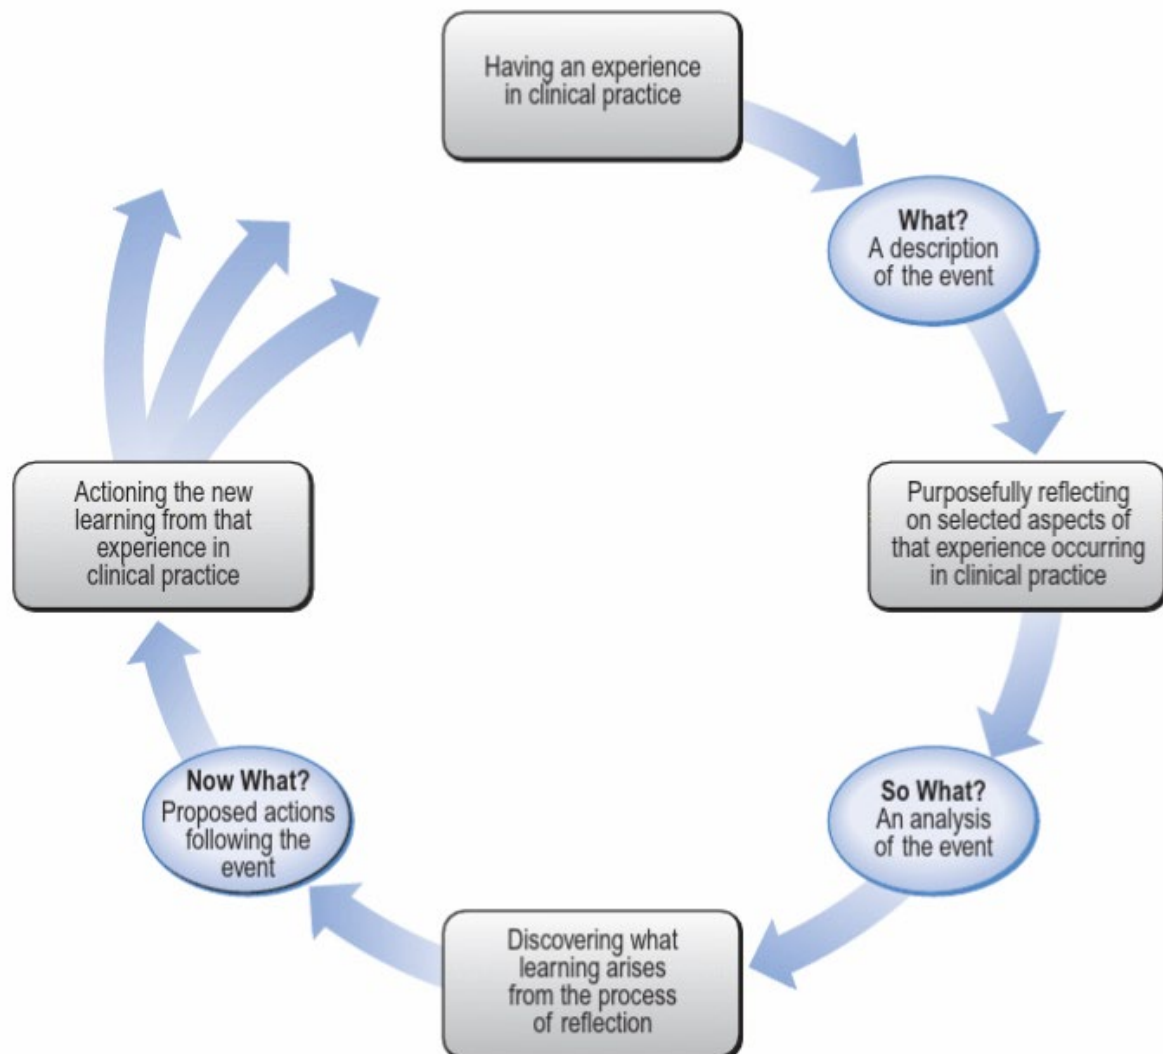 Having an experience
in clinical practice
What?
A description
of the event
Purposefully reflecting
on selected aspects of
that experience occurring
in clinical practice
So What?
An analysis
of the event
Discovering what
learning arises
from the process
of reflection
Now What?
Proposed actions
following the
event
Actioning the new
learning from that
experience in
clinical practice